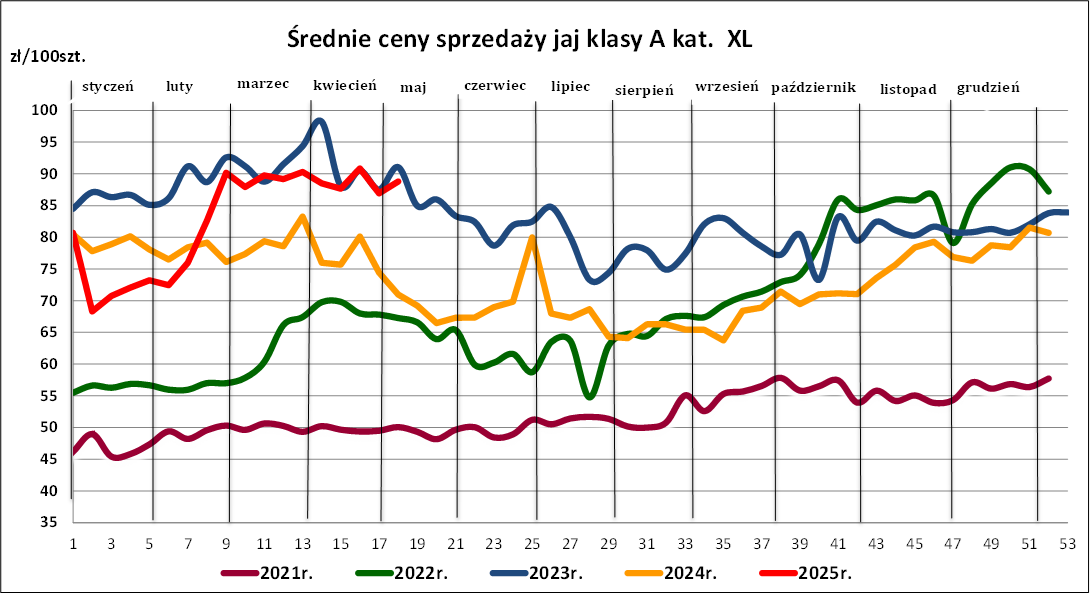 Średnie ceny sprzedaży jaj klasy A kat. XL
zł/100szt.
styczeń luty marzec kwiecień maj czerwiec lipiec sierpień wrzesień październik listopad grudzień
100
95
90
85
80
75
70
65
60
55
50
45
40
35
1 3 5 7 9 11 13 15 17 19 21 23 25 27 29 31 33 35 37 39 41 43 45 47 49 51 53
2021r. 2022r. 2023r. 2024r. 2025r.